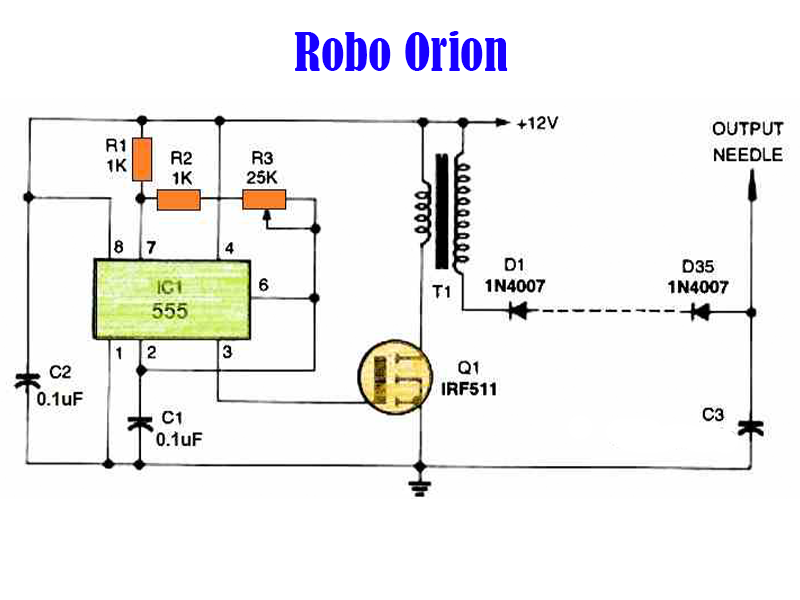 Robo Orion
+12V
OUTPUT
NEEDLE
R1
1K
R2
1K
R3
25K
8
7
4
6
IC1
555
1
2
3
T1
D1
1N4007
D35
1N4007
Q1
IRF511
C2
0.1uF
C1
0.1uF
C3